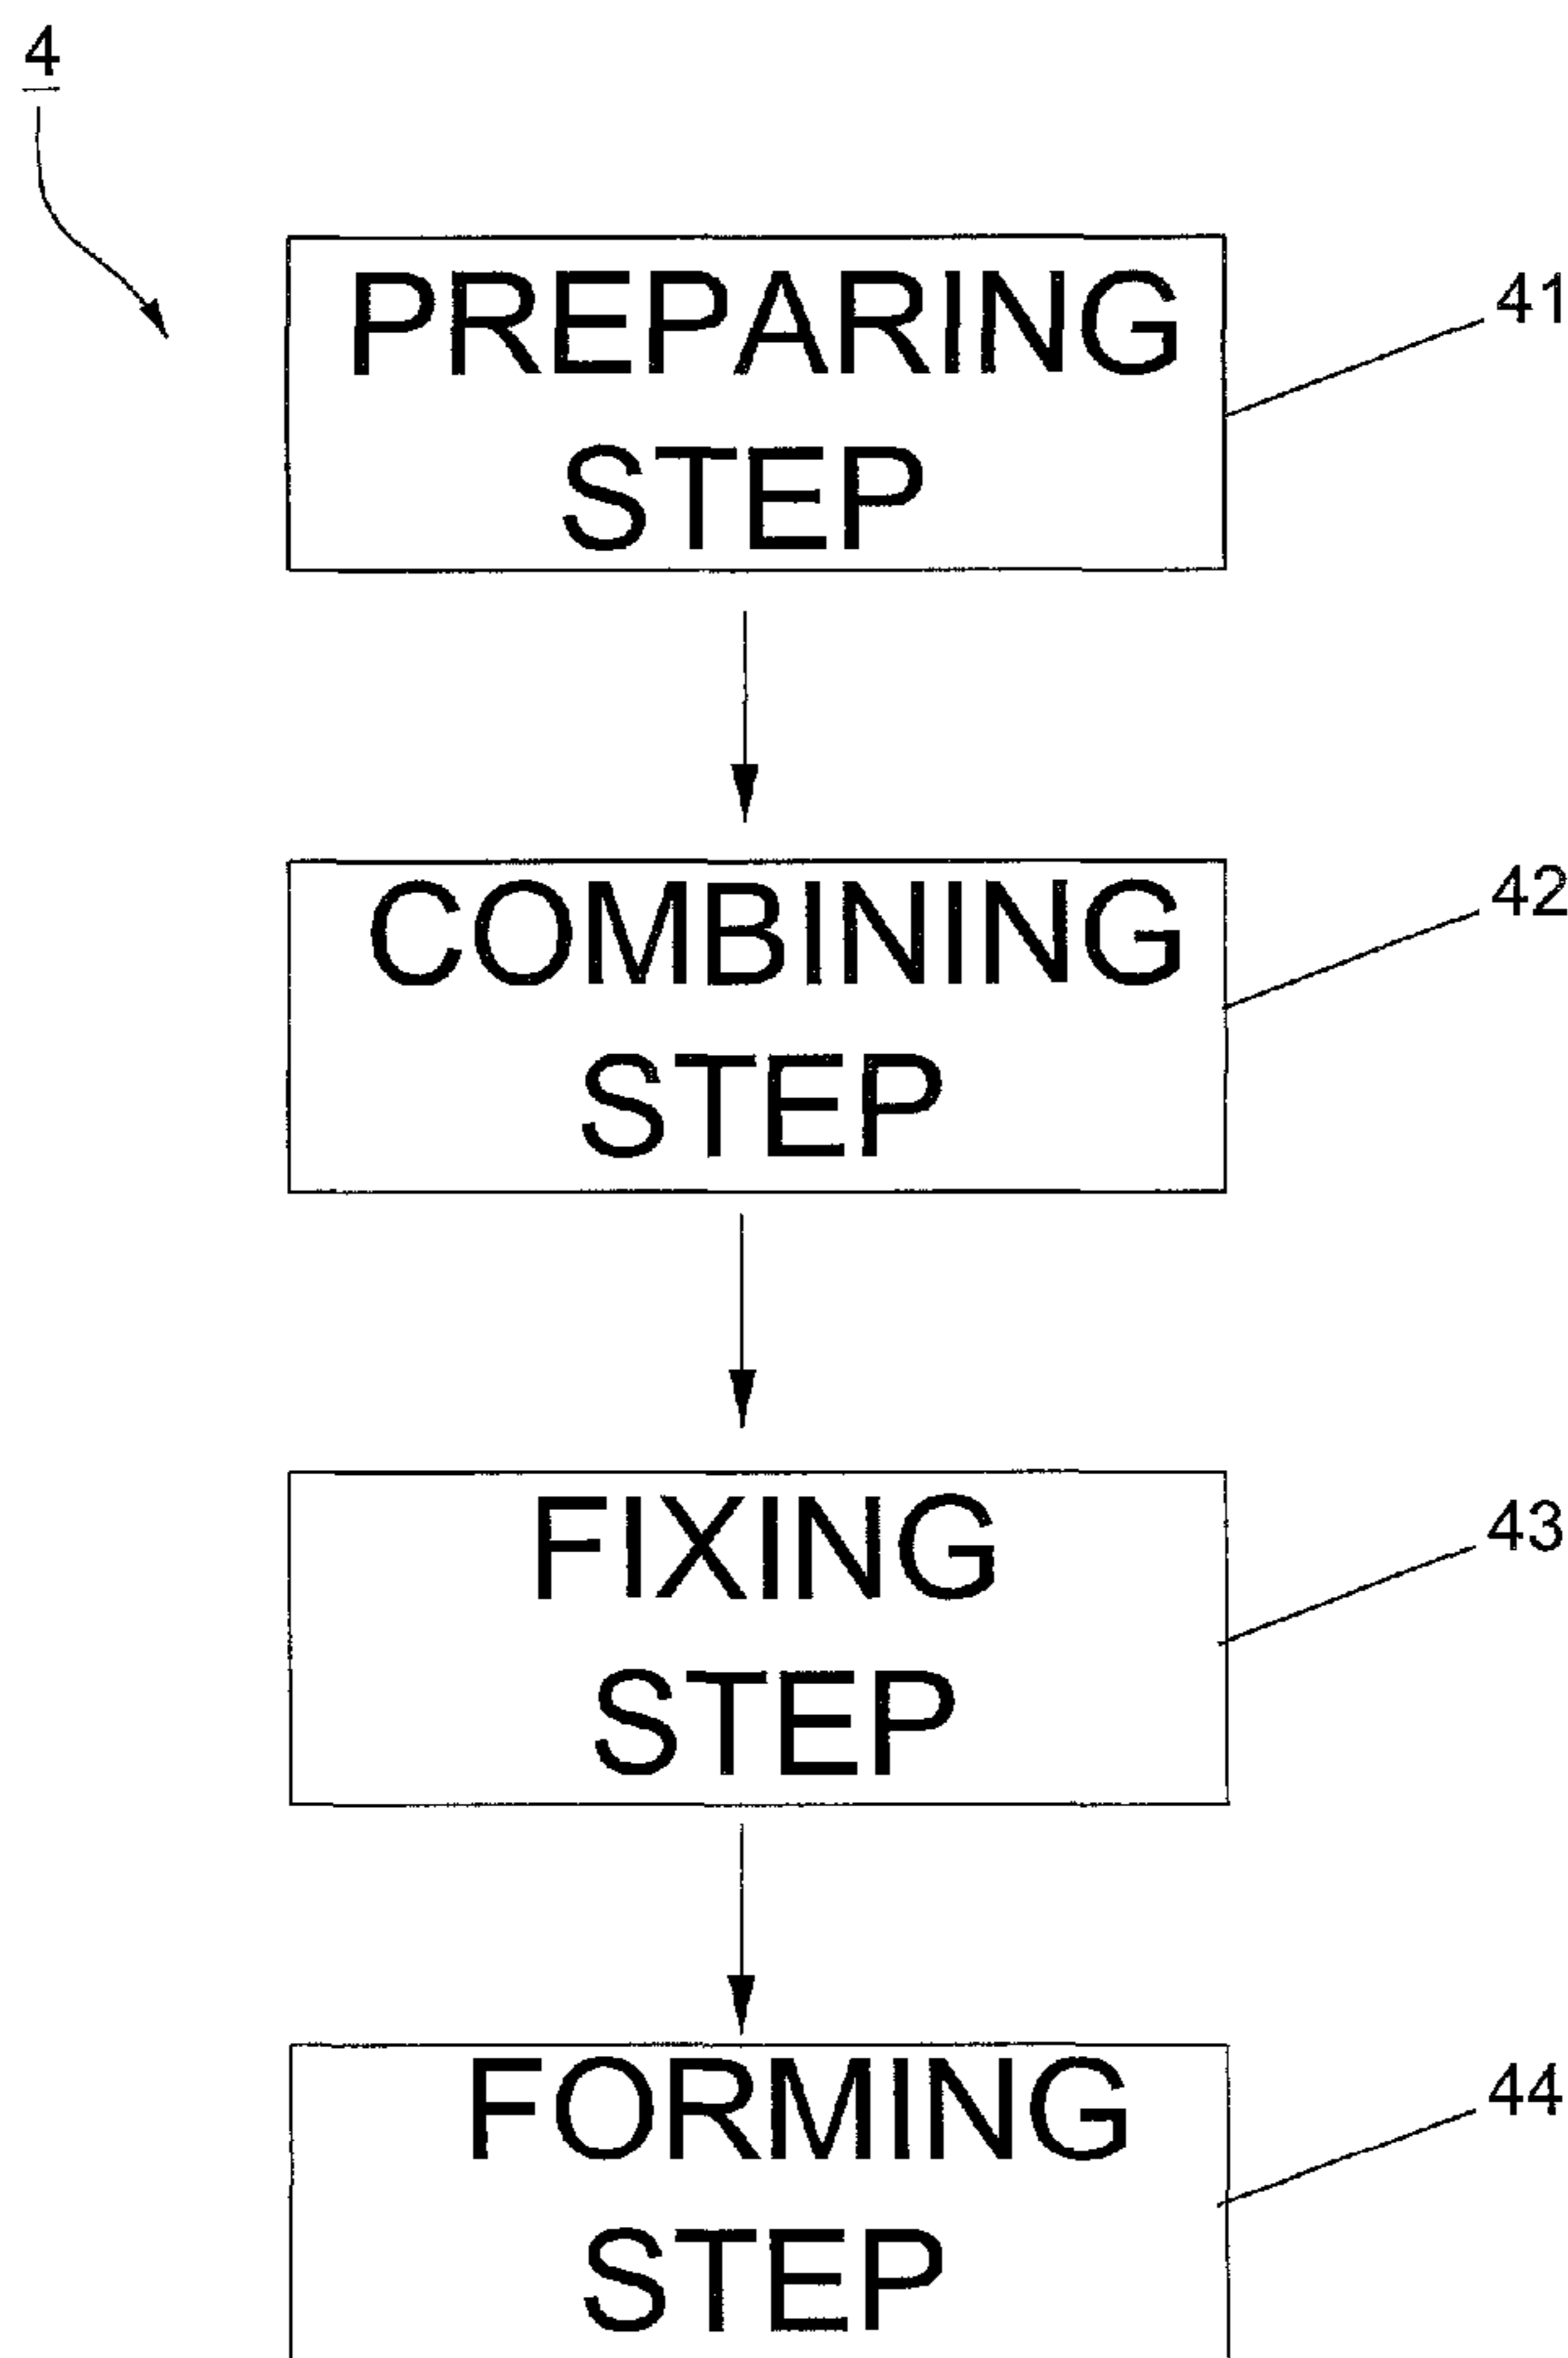 4
PREPARING
STEP
41
COMBINING
STEP
42
FIXING
STEP
43
FORMING
STEP
44